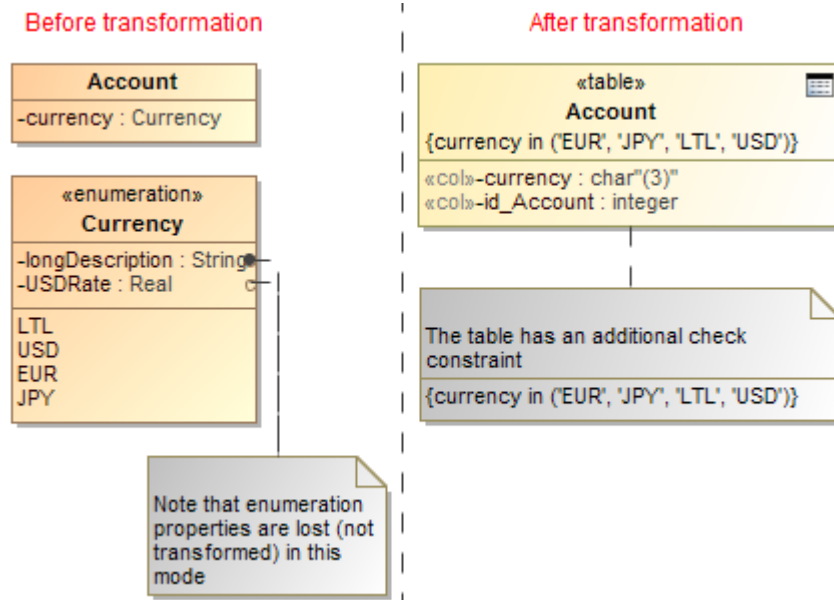 Before transformation
Account
-currency : Currency
«enumeration»
Currency
-longDescription : String
-USDRate : Real
LTL
USD
EUR
JPY
Note that enumeration
properties are lost (not
transformed) in this
mode
After transformation
«table»
Account
{currency in ('EUR', 'JPY', 'LTL', 'USD')}
«col»-currency : char"(3)"
«col»-id_Account : integer
The table has an additional check
constraint
{currency in ('EUR', 'JPY', 'LTL', 'USD')}